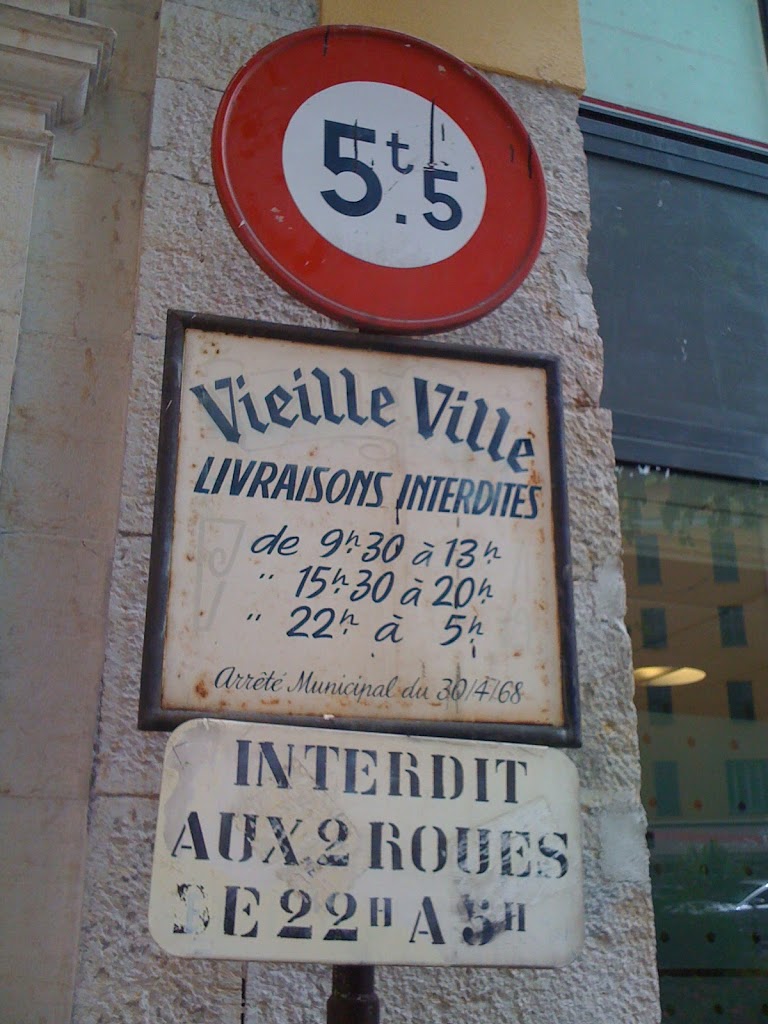 5t.5
Vieille Ville
LIVRAISONS INTERDITES
de 9h30 à 13h
" 15h30 à 20h
" 22h à 5h
Arrêté Municipal du 30/4/68
INTERDIT
AUX 2 ROUES
DE 22H A 5H